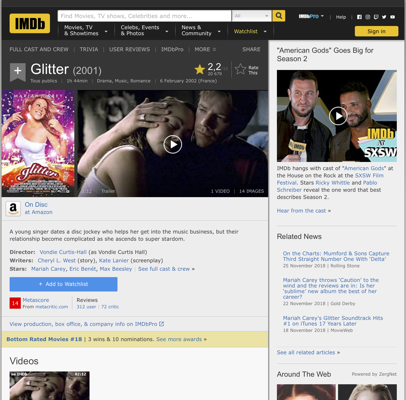 IMDb
Find Movies, TV shows, Celebrities and more...
All
IMDbPro
Help
Movies, TV & Showtimes
Celebs, Events & Photos
News & Community
Watchlist
Sign in
FULL CAST AND CREW | TRIVIA | USER REVIEWS | IMDbPro | MORE
SHARE
Glitter (2001)
Tous publics | 1h 44min | Drama, Music, Romance | 6 February 2002 (France)
2,2
Rate This
MARIAH CAREY
glitter
Trailer
1 VIDEO | 14 IMAGES
On Disc
at Amazon
A young singer dates a disc jockey who helps her get into the music business, but their
relationship become complicated as she ascends to super stardom.
Director: Vondie Curtis-Hall (as Vondie Curtis Hall)
Writers: Cheryl L. West (story), Kate Lanier (screenplay)
Stars: Mariah Carey, Eric Benét, Max Beesley | See full cast & crew »
+ Add to Watchlist
14
Metascore
From metacritic.com
Reviews
312 user | 72 critic
View production, box office, & company info on IMDbPro
Bottom Rated Movies #18 | 3 wins & 10 nominations. See more awards »
Videos
"American Gods" Goes Big for
Season 2
IMDb
AT
SXSW
IMDb hangs with cast of "American Gods" at
the House on the Rock at the SXSW Film
Festival. Stars Ricky Whittle and Pablo
Schreiber reveal the one word that best
describes Season 2.
Hear from the cast »
Related News
On the Charts: Mumford & Sons Capture
Third Straight Number One With 'Delta'
25 November 2018 | Rolling Stone
Mariah Carey throws 'Caution' to the
wind and the reviews are in: Is her
'sublime' new album the best of her
career?
22 November 2018 | Gold Derby
Mariah Carey's Glitter Soundtrack Hits
#1 on iTunes 17 Years Later
18 November 2018 | MovieWeb
See all related articles »
Around The Web
Powered by ZergNet